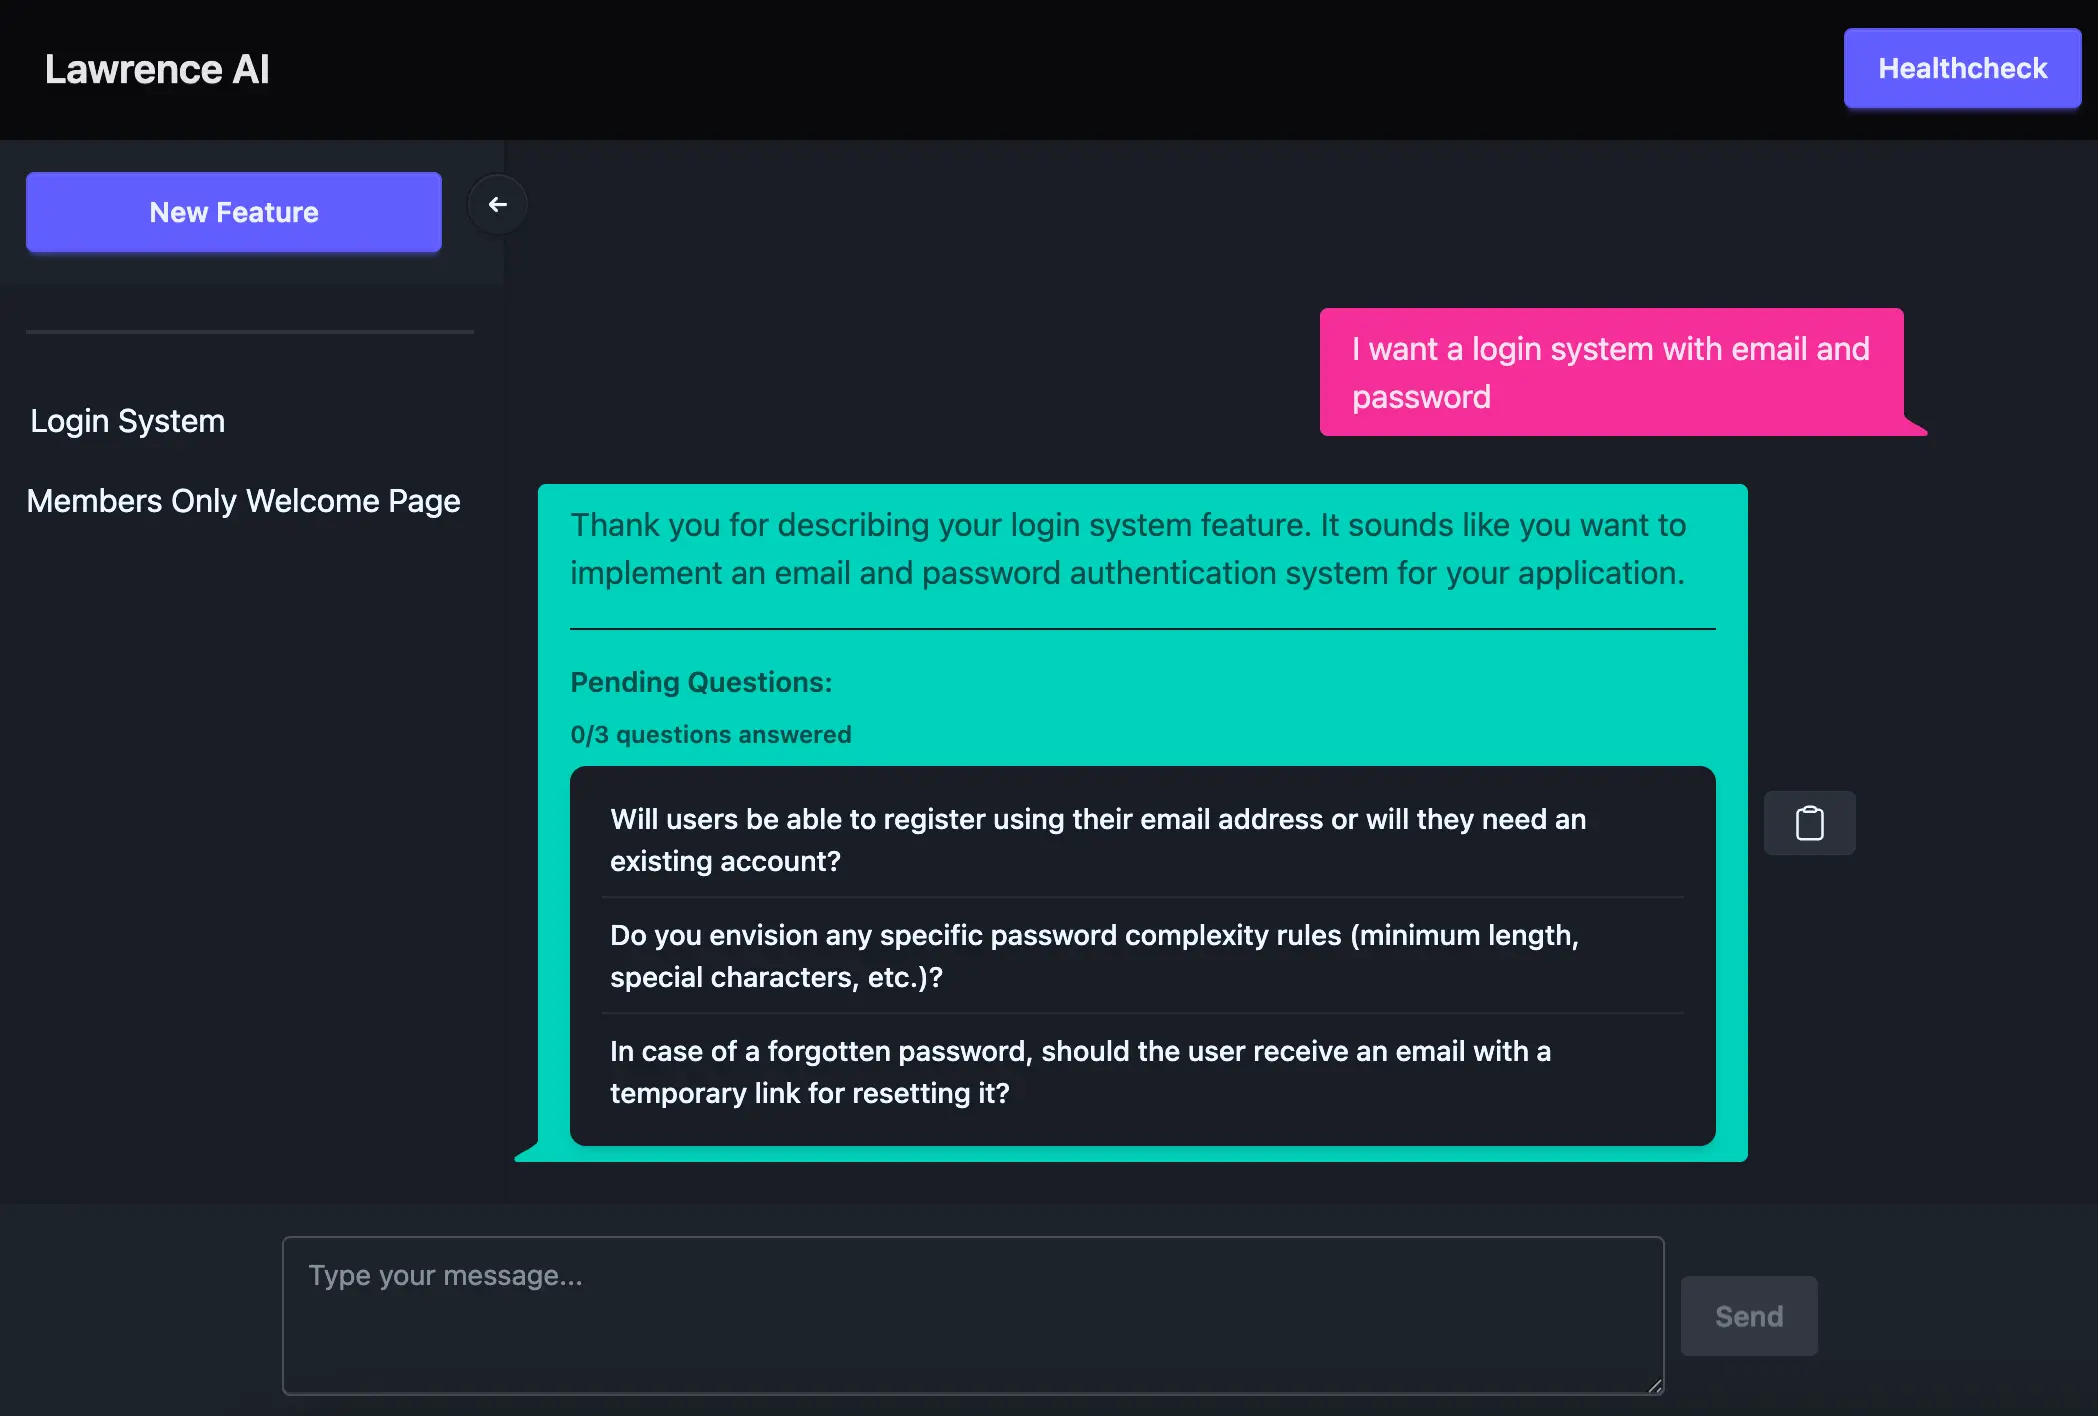 Lawrence AI
Healthcheck
New Feature
Login System
Members Only Welcome Page
I want a login system with email and
password
Thank you for describing your login system feature. It sounds like you want to
implement an email and password authentication system for your application.
Pending Questions:
0/3 questions answered
Will users be able to register using their email address or will they need an
existing account?
Do you envision any specific password complexity rules (minimum length,
special characters, etc.)?
In case of a forgotten password, should the user receive an email with a
temporary link for resetting it?
Type your message...
Send